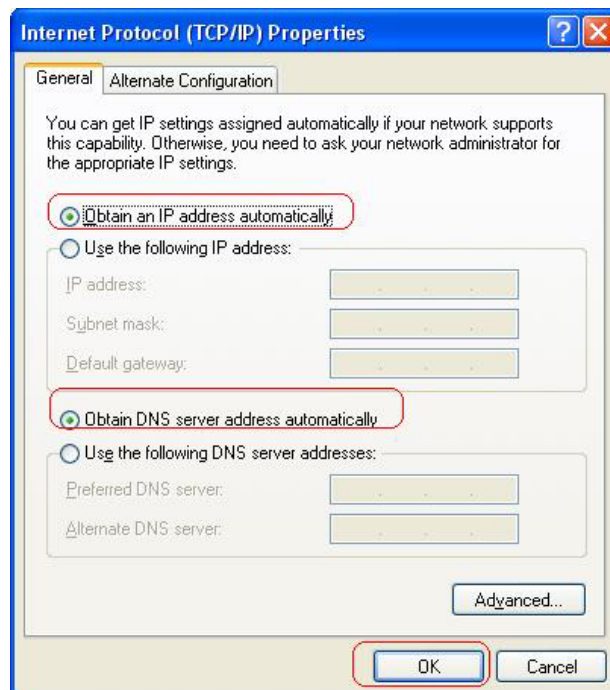 Internet Protocol (TCP/IP) Properties
General
Alternate Configuration
You can get IP settings assigned automatically if your network supports
this capability. Otherwise, you need to ask your network administrator for
the appropriate IP settings.
Obtain an IP address automatically
Use the following IP address:
IP address:
Subnet mask:
Default gateway:
Obtain DNS server address automatically
Use the following DNS server addresses:
Preferred DNS server:
Alternate DNS server:
Advanced...
OK
Cancel